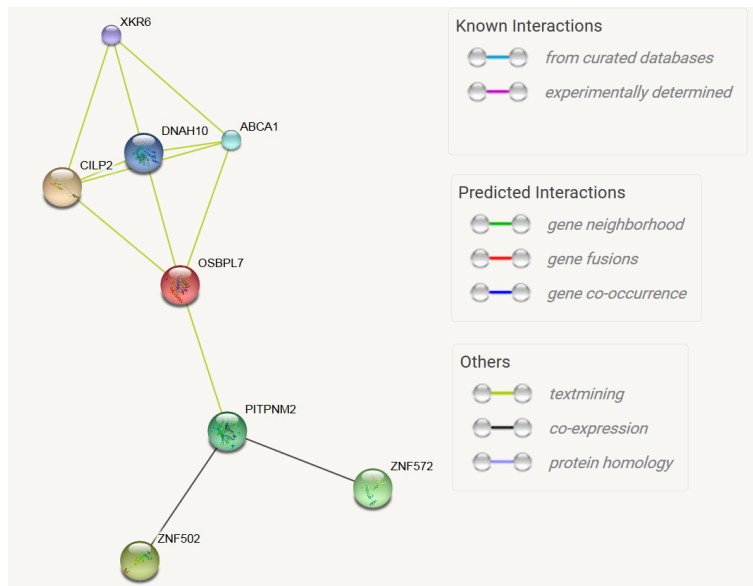 XKR6
DNAH10
ABCA1
CILP2
OSBPL7
PITPNM2
ZNF572
ZNF502
Known Interactions
from curated databases
experimentally determined
Predicted Interactions
gene neighborhood
gene fusions
gene co-occurrence
Others
textmining
co-expression
protein homology